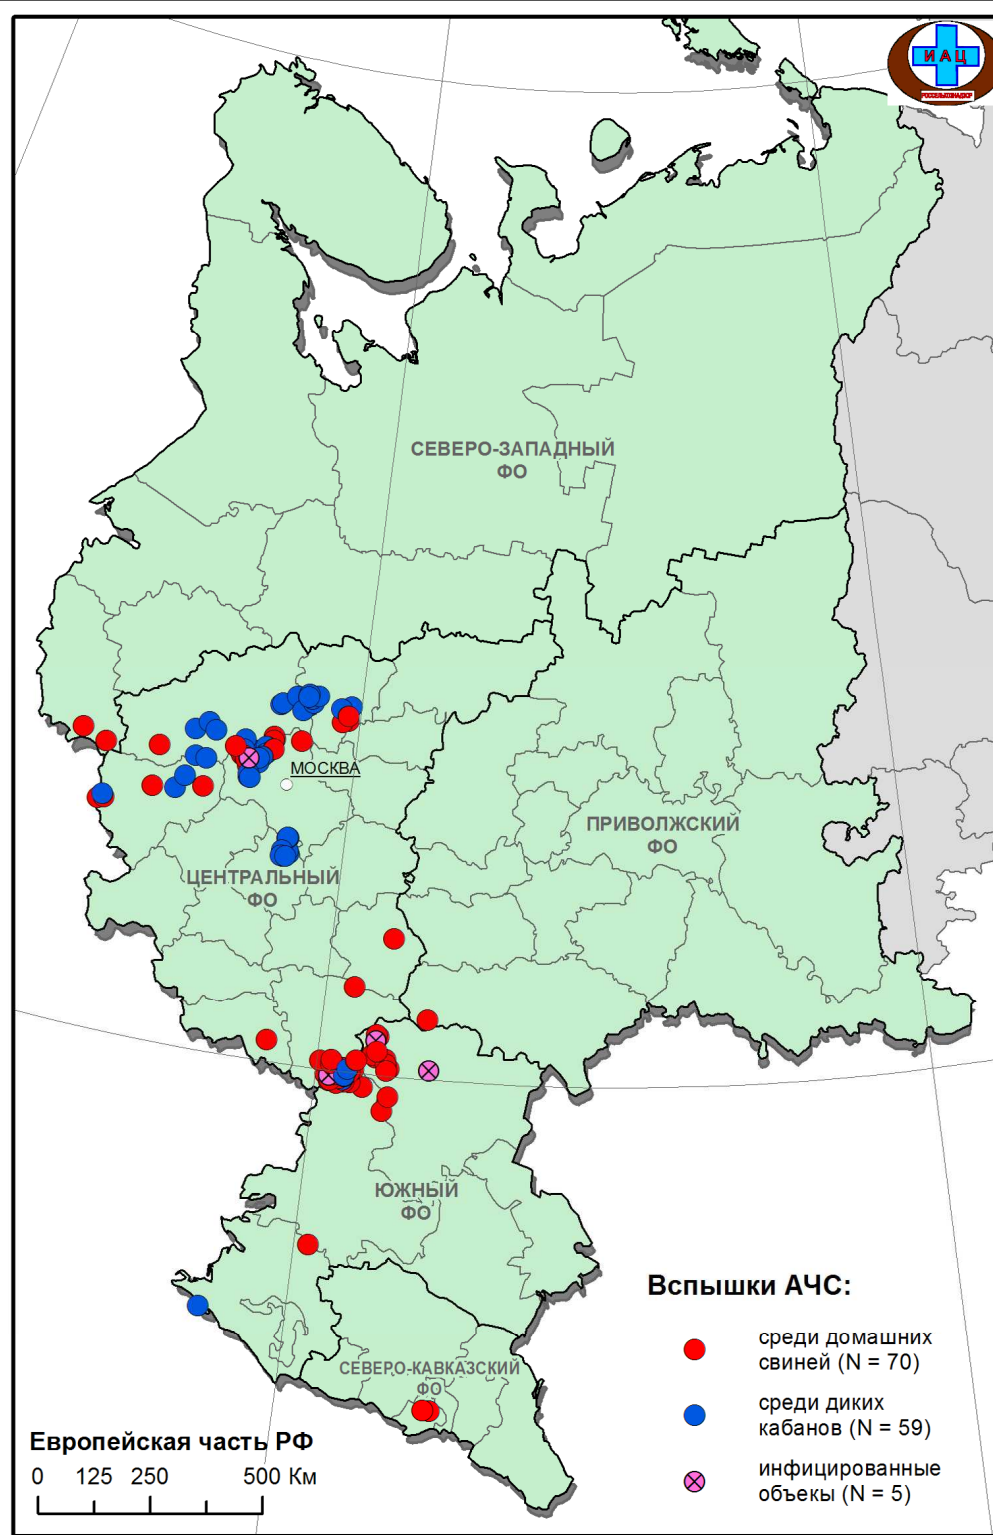 ИАЦ
РОССЕЛЬХОЗНАДЗОР
СЕВЕРО-ЗАПАДНЫЙ
ФО
МОСКВА
ПРИВОЛЖСКИЙ
ФО
ЦЕНТРАЛЬНЫЙ
ФО
ЮЖНЫЙ
ФО
СЕВЕРО-КАВКАЗСКИЙ
ФО
Вспышки АЧС:
среди домашних
свиней (N = 70)
среди диких
кабанов (N = 59)
инфицированные
объекы (N = 5)
Европейская часть РФ
0 125 250 500 Км